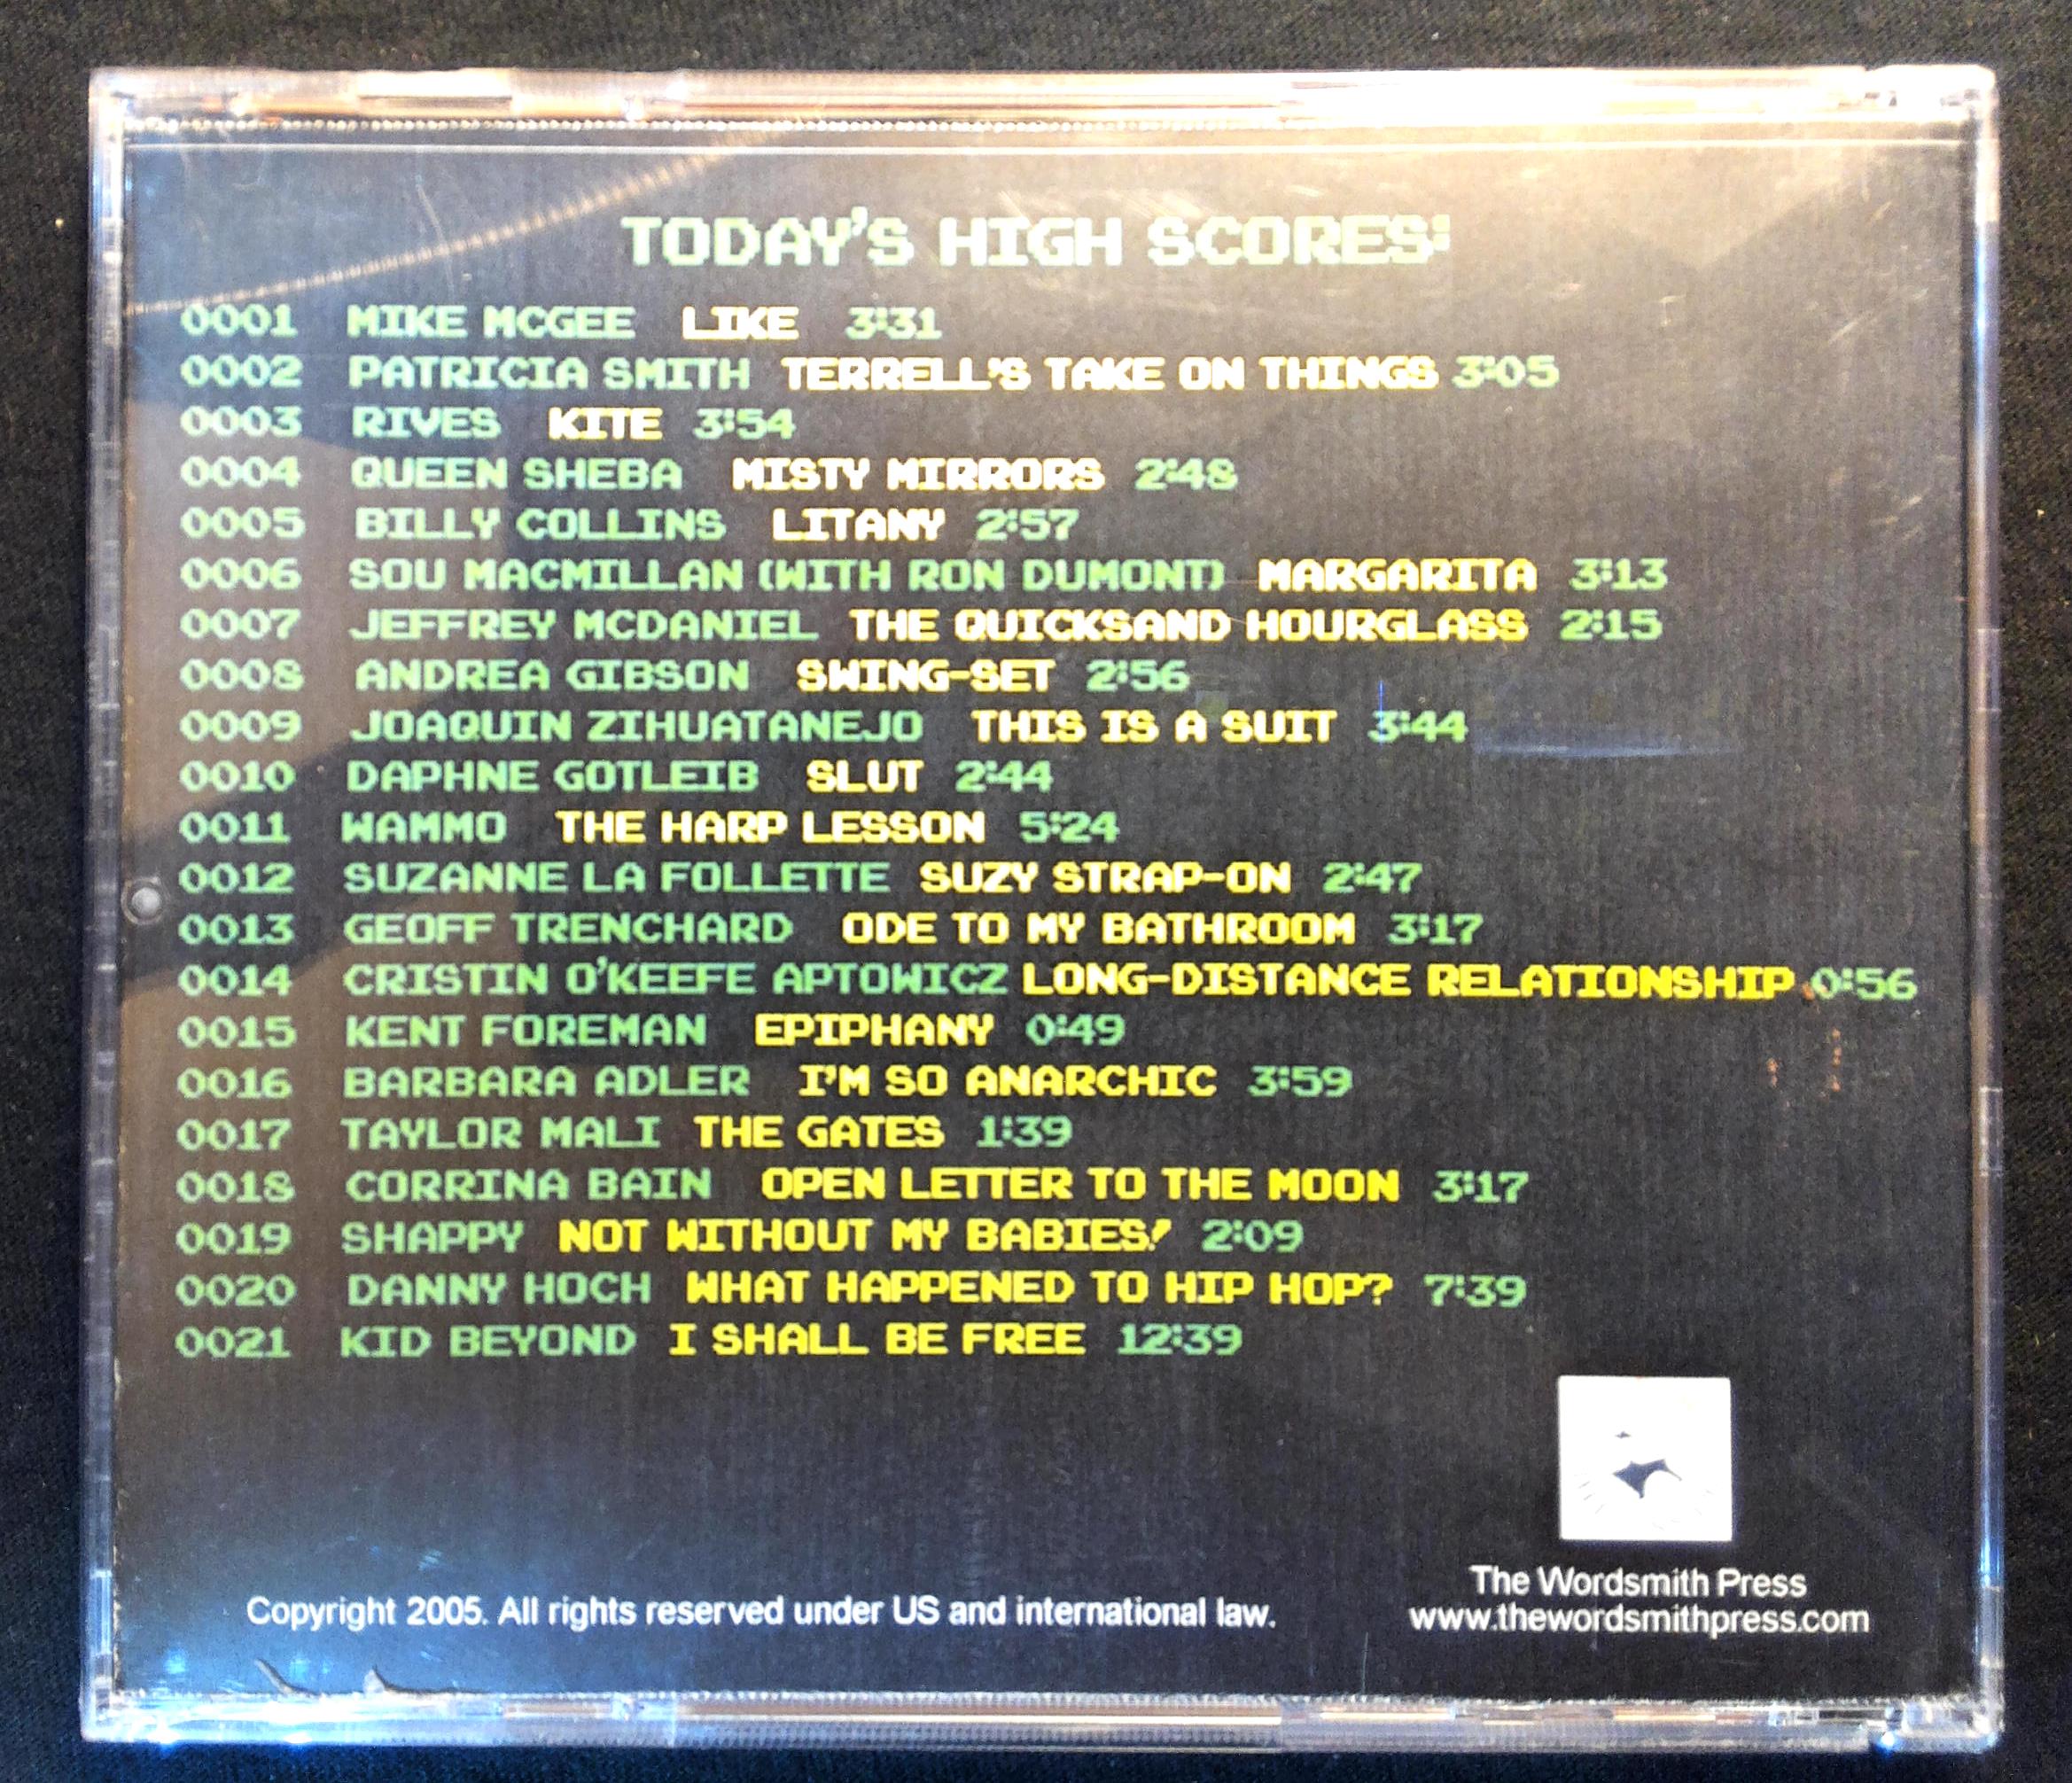 TODAY'S HIGH SCORES:
0001 MIKE MCGEE LIKE 3:31
0002 PATRICIA SMITH TERRELL'S TAKE ON THINGS 3:05
0003 RIVES KITE 3:54
0004 QUEEN SHEBA MISTY MIRRORS 2:48
0005 BILLY COLLINS LITANY 2:57
0006 SOU MACMILLAN (WITH RON DUMONT) MARGARITA 3:13
0007 JEFFREY MCDANIEL THE QUICKSAND HOURGLASS 2:15
0008 ANDREA GIBSON SWING-SET 2:56
0009 JOAQUIN ZIHUATANEJO THIS IS A SUIT 3:44
0010 DAPHNE GOTLEIB SLUT 2:44
0011 WAMMO THE HARP LESSON 5:24
0012 SUZANNE LA FOLLETTE SUZY STRAP-ON 2:47
0013 GEOFF TRENCHARD ODE TO MY BATHROOM 3:17
0014 CRISTIN O'KEEFE APTOWICZ LONG-DISTANCE RELATIONSHIP 0:56
0015 KENT FOREMAN EPIPHANY 0:49
0016 BARBARA ADLER I'M SO ANARCHIC 3:59
0017 TAYLOR MALI THE GATES 1:39
0018 CORRINA BAIN OPEN LETTER TO THE MOON 3:17
0019 SHAPPY NOT WITHOUT MY BABIES! 2:09
0020 DANNY HOCH WHAT HAPPENED TO HIP HOP? 7:39
0021 KID BEYOND I SHALL BE FREE 12:39
The Wordsmith Press
Copyright 2005. All rights reserved under US and international law.
www.thewordsmithpress.com